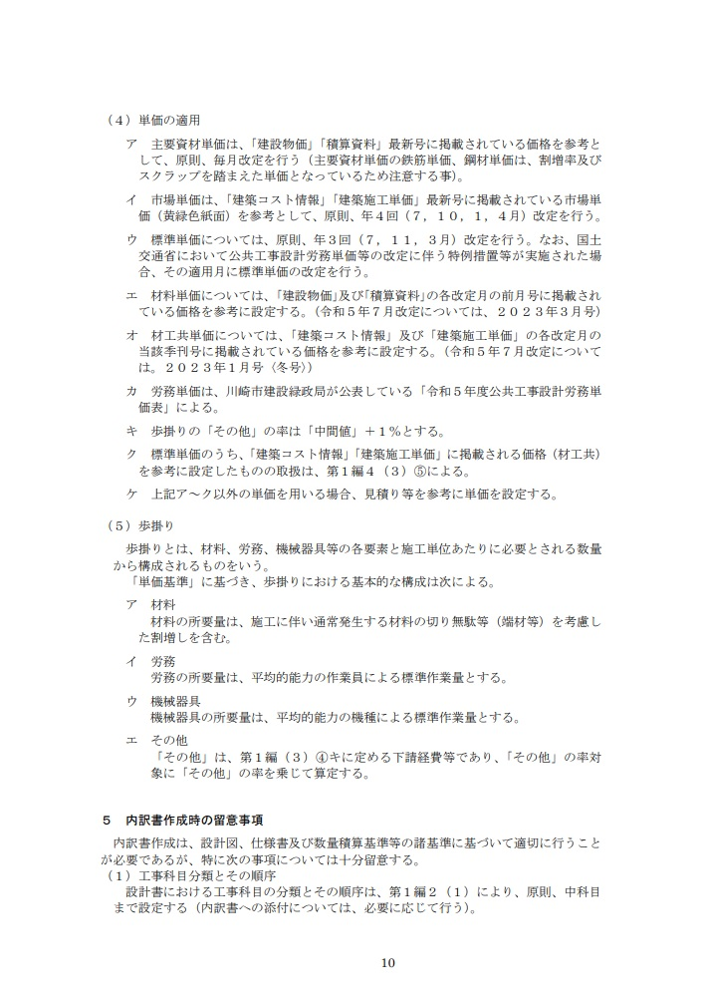 （４）単価の適用
ア　主要資材単価は、「建設物価」「積算資料」最新号に掲載されている価格を参考と
して、原則、毎月改定を行う（主要資材単価の鉄筋単価、鋼材単価は、割増率及び
スクラップを踏まえた単価となっているため注意する事）。
イ　市場単価は、「建築コスト情報」「建築施工単価」最新号に掲載されている市場単
価（黄緑色紙面）を参考として、原則、年４回（７，１０，１，４月）改定を行う。
ウ　標準単価については、原則、年３回（７，１１，３月）改定を行う。なお、国土
交通省において公共工事設計労務単価等の改定に伴う特例措置等が実施された場
合、その適用月に標準単価の改定を行う。
エ　材料単価については、「建設物価」及び「積算資料」の各改定月の前月号に掲載され
ている価格を参考に設定する。（令和５年７月改定については、２０２３年３月号）
オ　材工共単価については、「建築コスト情報」及び「建築施工単価」の各改定月の
当該季刊号に掲載されている価格を参考に設定する。（令和５年７月改定について
は。２０２３年１月号〈冬号〉）
カ　労務単価は、川崎市建設緑政局が公表している「令和５年度公共工事設計労務単
価表」による。
キ　歩掛りの「その他」の率は「中間値」＋１％とする。
ク　標準単価のうち、「建築コスト情報」「建築施工単価」に掲載される価格（材工共）
を参考に設定したものの取扱は、第１編４（３）⑤による。
ケ　上記ア～ク以外の単価を用いる場合、見積り等を参考に単価を設定する。
（５）歩掛り
歩掛りとは、材料、労務、機械器具等の各要素と施工単位あたりに必要とされる数量
から構成されるものをいう。
「単価基準」に基づき、歩掛りにおける基本的な構成は次による。
ア　材料
材料の所要量は、施工に伴い通常発生する材料の切り無駄等（端材等）を考慮し
た割増しを含む。
イ　労務
労務の所要量は、平均的能力の作業員による標準作業量とする。
ウ　機械器具
機械器具の所要量は、平均的能力の機種による標準作業量とする。
エ　その他
「その他」は、第１編（３）④キに定める下請経費等であり、「その他」の率対
象に「その他」の率を乗じて算定する。
５　内訳書作成時の留意事項
内訳書作成は、設計図、仕様書及び数量積算基準等の諸基準に基づいて適切に行うこと
が必要であるが、特に次の事項については十分留意する。
（１）工事科目分類とその順序
設計書における工事科目の分類とその順序は、第１編２（１）により、原則、中科目
まで設定する（内訳書への添付については、必要に応じて行う）。
10